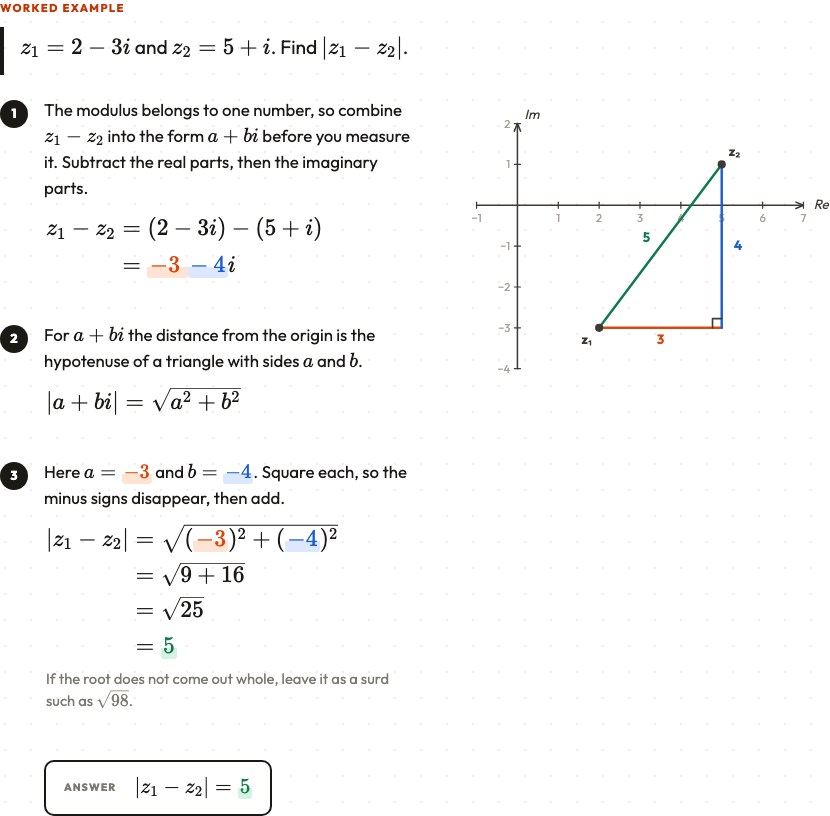 WORKED EXAMPLE
z₁ = 2 − 3i and z₂ = 5 + i. Find |z₁ − z₂|.
1
The modulus belongs to one number, so combine
z₁ − z₂ into the form a + bi before you measure
it. Subtract the real parts, then the imaginary
parts.
z₁ − z₂ = (2 − 3i) − (5 + i)
= −3 − 4i
2
For a + bi the distance from the origin is the
hypotenuse of a triangle with sides a and b.
|a + bi| = √(a² + b²)
3
Here a = −3 and b = −4. Square each, so the
minus signs disappear, then add.
|z₁ − z₂| = √((−3)² + (−4)²)
= √(9 + 16)
= √25
= 5
If the root does not come out whole, leave it as a surd
such as √98.
ANSWER |z₁ − z₂| = 5
Im
2
z₂
1
Re
−1 1 2 3 4 5 6 7
5
−1
4
−2
−3
z₁
3
−4